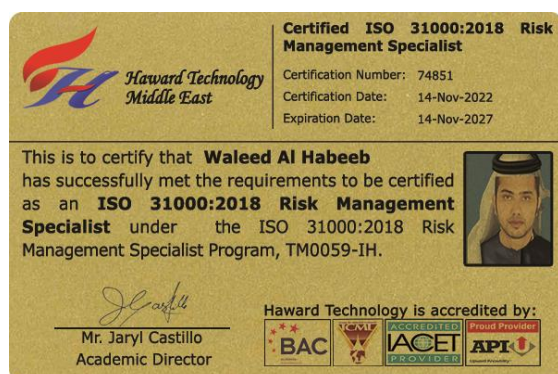 Haward Technology
Middle East
Certified ISO 31000:2018 Risk
Management Specialist
Certification Number: 74851
Certification Date: 14-Nov-2022
Expiration Date: 14-Nov-2027
This is to certify that Waleed Al Habeeb
has successfully met the requirements to be certified
as an ISO 31000:2018 Risk Management
Specialist under the ISO 31000:2018 Risk
Management Specialist Program, TM0059-IH.
Mr. Jaryl Castillo
Academic Director
Haward Technology is accredited by:
BAC
ICML
ACCREDITED
IACET
PROVIDER
Proud Provider
API U